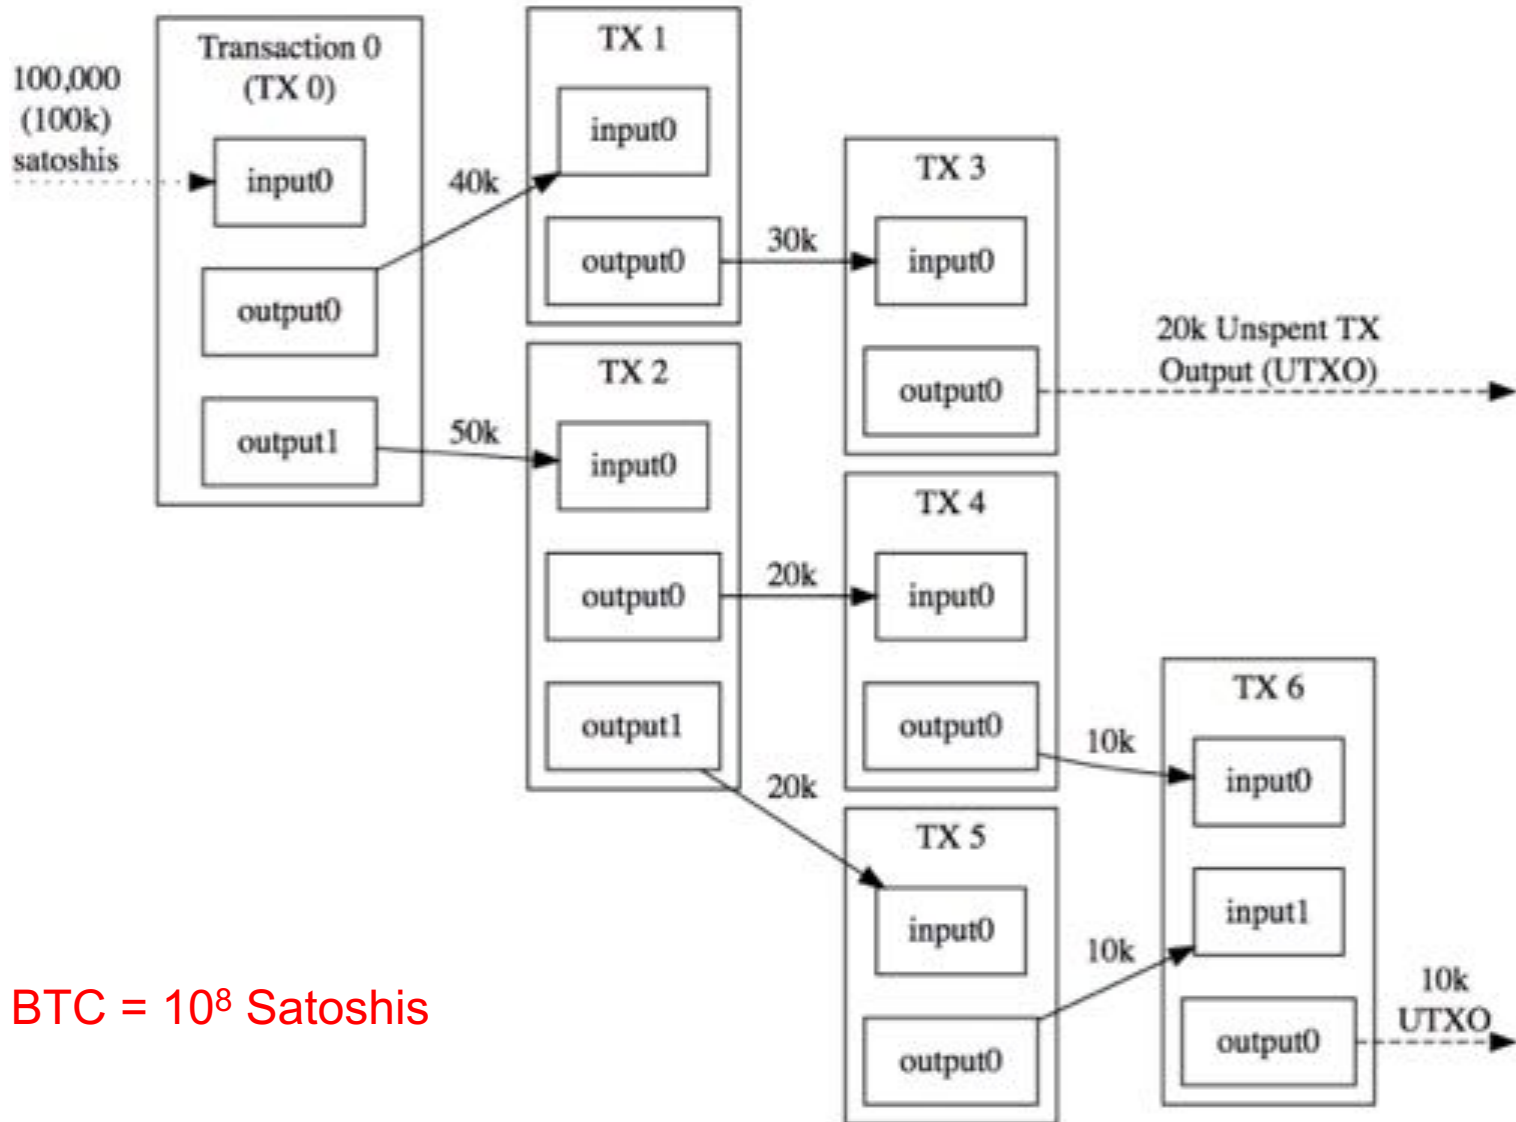 100,000
(100k)
satoshis
Transaction 0
(TX 0)
input0
output0
output1
40k
50k
TX 1
input0
output0
30k
TX 2
input0
output0
output1
20k
20k
TX 3
input0
output0
20k Unspent TX
Output (UTXO)
TX 4
input0
output0
10k
TX 5
input0
output0
10k
TX 6
input0
input1
output0
10k
UTXO
BTC = 10⁸ Satoshis